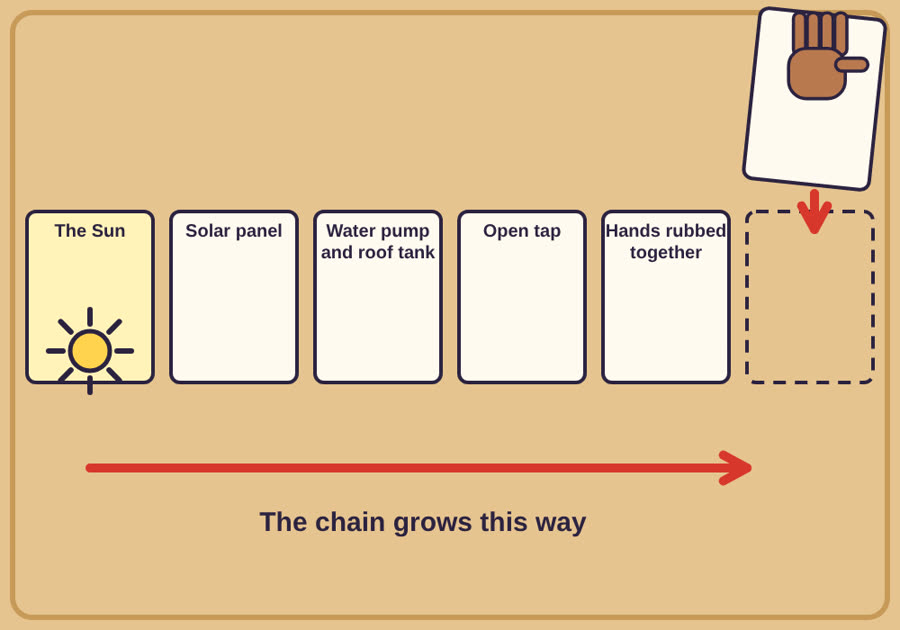 The Sun
Solar panel
Water pump
and roof tank
Open tap
Hands rubbed
together
The chain grows this way